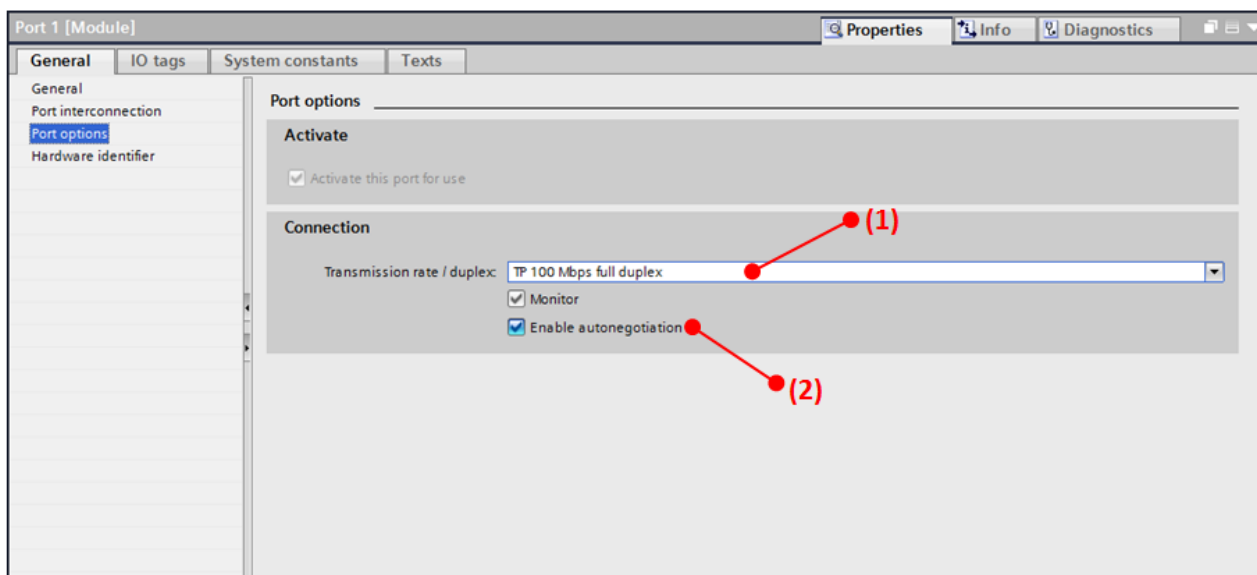 Port 1 [Module]
Properties
Info
Diagnostics
General
IO tags
System constants
Texts
General
Port interconnection
Port options
Hardware identifier
Port options
Activate
Activate this port for use
Connection
(1)
Transmission rate / duplex: TP 100 Mbps full duplex
Monitor
Enable autonegotiation
(2)